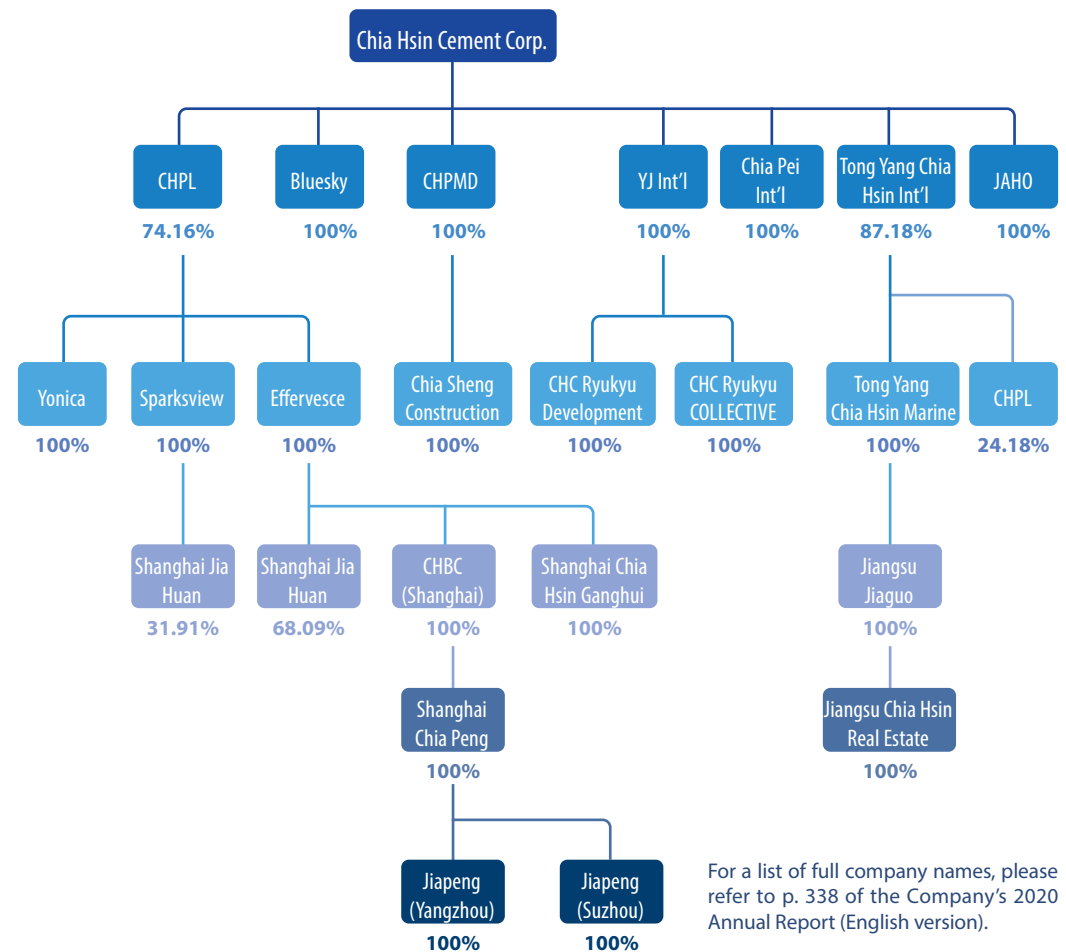 Chia Hsin Cement Corp.
CHPL
Bluesky
CHPMD
YJ Int'l
Chia Pei
Int'l
Tong Yang Chia
Hsin Int'l
JAHO
74.16%
100%
100%
100%
100%
87.18%
100%
Yonica
Sparksview
Effervesce
Chia Sheng
Construction
CHC Ryukyu
Development
CHC Ryukyu
COLLECTIVE
Tong Yang
Chia Hsin Marine
CHPL
100%
100%
100%
100%
100%
100%
100%
24.18%
Shanghai Jia
Huan
Shanghai Jia
Huan
CHBC
(Shanghai)
Shanghai Chia
Hsin Ganghui
Jiangsu
Jiaguo
31.91%
68.09%
100%
100%
100%
Shanghai
Chia Peng
Jiangsu Chia Hsin
Real Estate
100%
100%
Jiapeng
(Yangzhou)
Jiapeng
(Suzhou)
100%
100%
For a list of full company names, please
refer to p. 338 of the Company's 2020
Annual Report (English version).